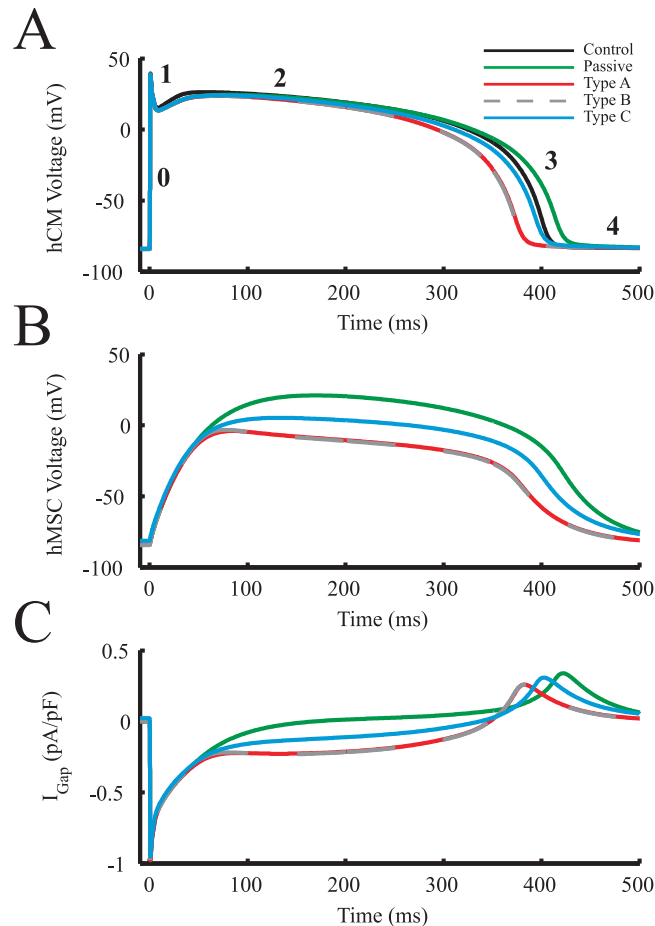 A
50
0
-50
-100
hCM Voltage (mV)
1
2
0
3
4
Control
Passive
Type A
Type B
Type C
0
100
200
300
400
500
Time (ms)
B
50
0
-50
-100
hMSC Voltage (mV)
0
100
200
300
400
500
Time (ms)
C
0.5
0
-0.5
-1
I_Gap (pA/pF)
0
100
200
300
400
500
Time (ms)